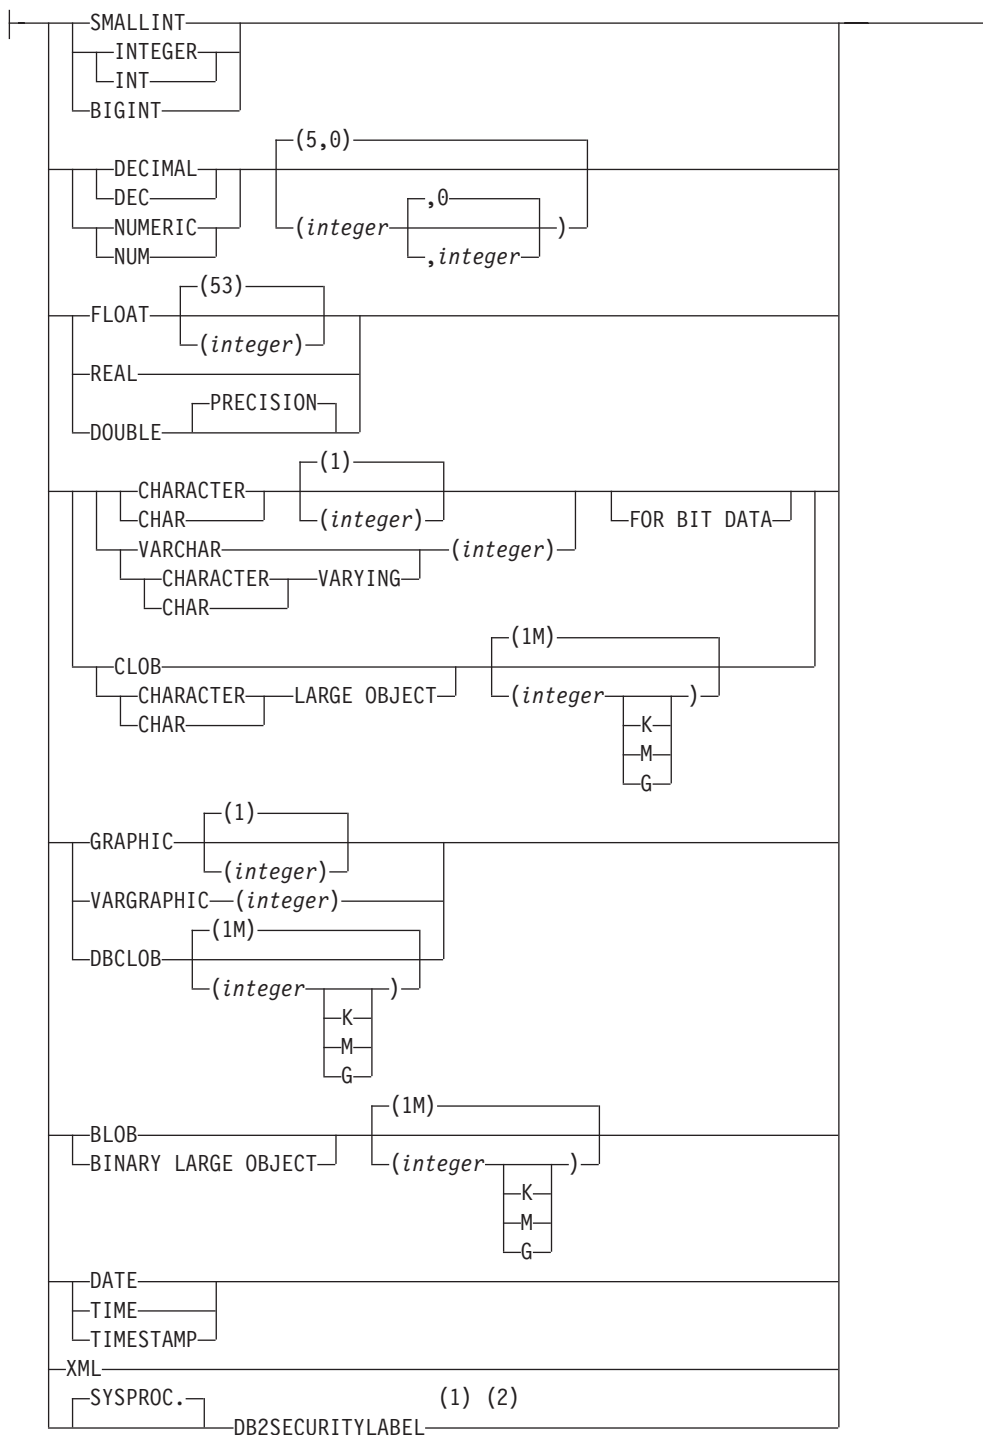 SMALLINT
INTEGER
INT
BIGINT
(5,0)
DECIMAL
DEC
,0
NUMERIC
(integer )
NUM
,integer
(53)
FLOAT
(integer)
REAL
PRECISION
DOUBLE
(1)
CHARACTER
CHAR (integer) FOR BIT DATA
VARCHAR (integer)
CHARACTER VARYING
CHAR
(1M)
CLOB
CHARACTER LARGE OBJECT (integer )
CHAR K
M
G
(1)
GRAPHIC
(integer)
VARGRAPHIC (integer)
(1M)
DBCLOB
(integer )
K
M
G
(1M)
BLOB
BINARY LARGE OBJECT (integer )
K
M
G
DATE
TIME
TIMESTAMP
XML
SYSPROC. (1) (2)
DB2SECURITYLABEL